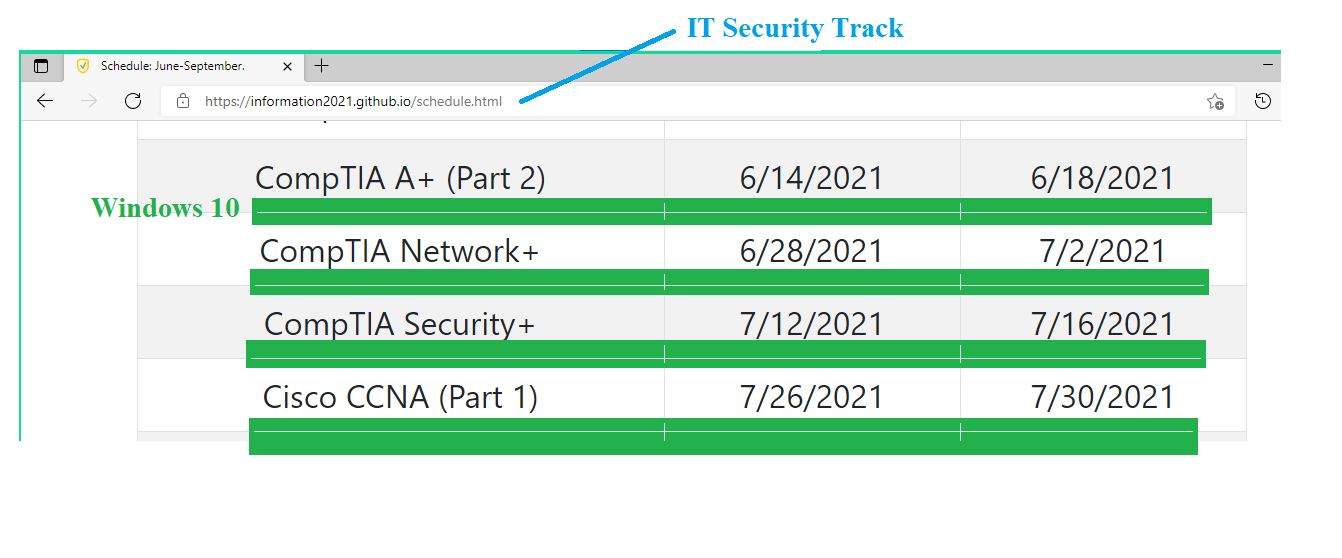 IT Security Track
Schedule: June-September.
https://information2021.github.io/schedule.html
CompTIA A+ (Part 2) 6/14/2021 6/18/2021
Windows 10
CompTIA Network+ 6/28/2021 7/2/2021
CompTIA Security+ 7/12/2021 7/16/2021
Cisco CCNA (Part 1) 7/26/2021 7/30/2021